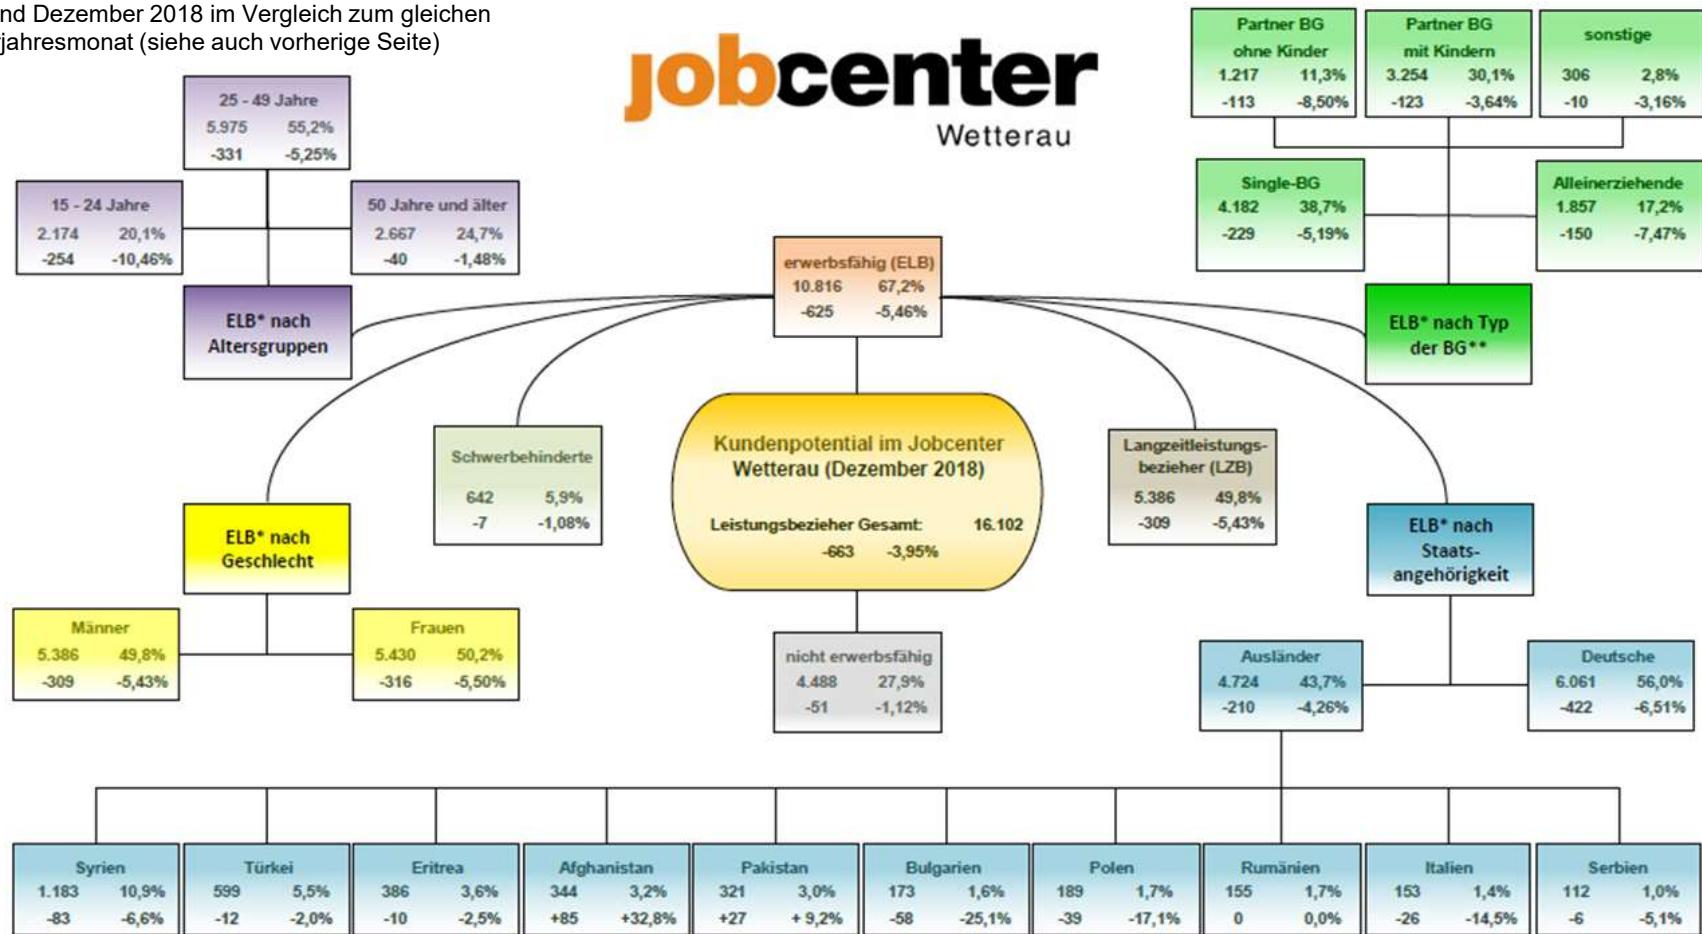 nd Dezember 2018 im Vergleich zum gleichen
rjahresmonat (siehe auch vorherige Seite)
jobcenter
Wetterau
Partner BG
ohne Kinder
1.217 11,3%
-113 -8,50%
Partner BG
mit Kindern
3.254 30,1%
-123 -3,64%
sonstige
306 2,8%
-10 -3,16%
25 - 49 Jahre
5.975 55,2%
-331 -5,25%
15 - 24 Jahre
2.174 20,1%
-254 -10,46%
50 Jahre und älter
2.667 24,7%
-40 -1,48%
Single-BG
4.182 38,7%
-229 -5,19%
Alleinerziehende
1.857 17,2%
-150 -7,47%
erwerbsfähig (ELB)
10.816 67,2%
-625 -5,46%
ELB* nach
Altersgruppen
ELB* nach Typ
der BG**
Schwerbehinderte
642 5,9%
-7 -1,08%
Kundenpotential im Jobcenter
Wetterau (Dezember 2018)
Leistungsbezieher Gesamt: 16.102
-663 -3,95%
Langzeitleistungs-
bezieher (LZB)
5.386 49,8%
-309 -5,43%
ELB* nach
Geschlecht
ELB* nach
Staats-
angehörigkeit
Männer
5.386 49,8%
-309 -5,43%
Frauen
5.430 50,2%
-316 -5,50%
nicht erwerbsfähig
4.488 27,9%
-51 -1,12%
Ausländer
4.724 43,7%
-210 -4,26%
Deutsche
6.061 56,0%
-422 -6,51%
Syrien
1.183 10,9%
-83 -6,6%
Türkei
599 5,5%
-12 -2,0%
Eritrea
386 3,6%
-10 -2,5%
Afghanistan
344 3,2%
+85 +32,8%
Pakistan
321 3,0%
+27 + 9,2%
Bulgarien
173 1,6%
-58 -25,1%
Polen
189 1,7%
-39 -17,1%
Rumänien
155 1,7%
0 0,0%
Italien
153 1,4%
-26 -14,5%
Serbien
112 1,0%
-6 -5,1%